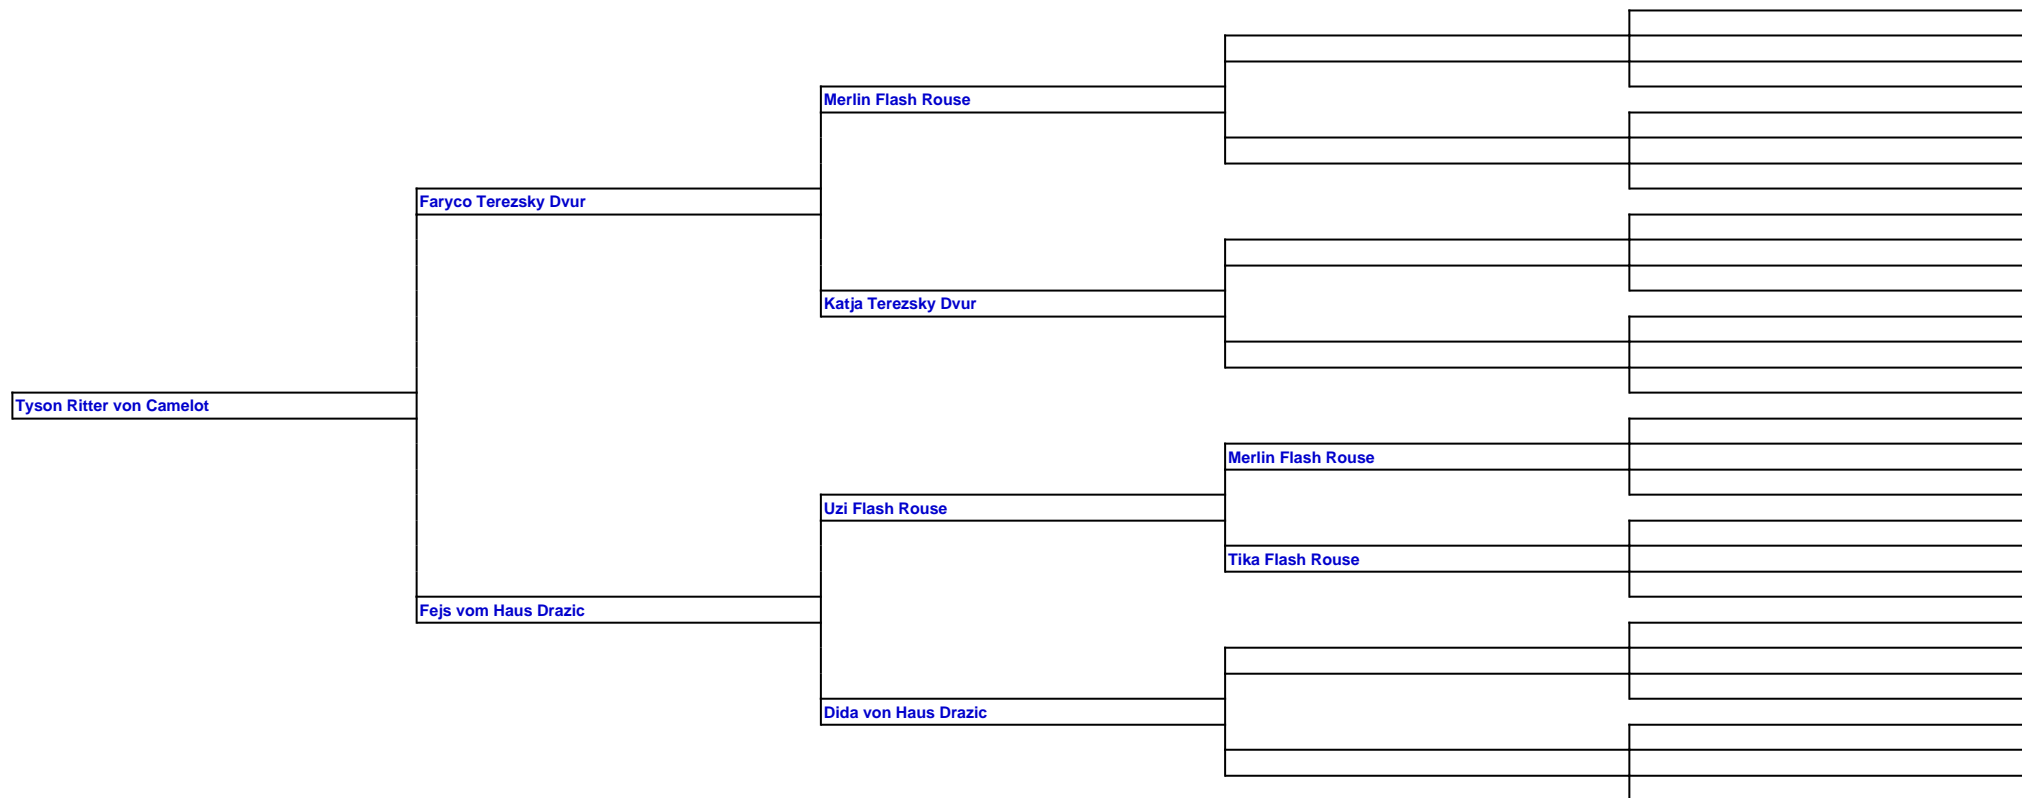 Merlin Flash Rouse
Faryco Terezsky Dvur
Katja Terezsky Dvur
Tyson Ritter von Camelot
Merlin Flash Rouse
Uzi Flash Rouse
Tika Flash Rouse
Fejs vom Haus Drazic
Dida von Haus Drazic